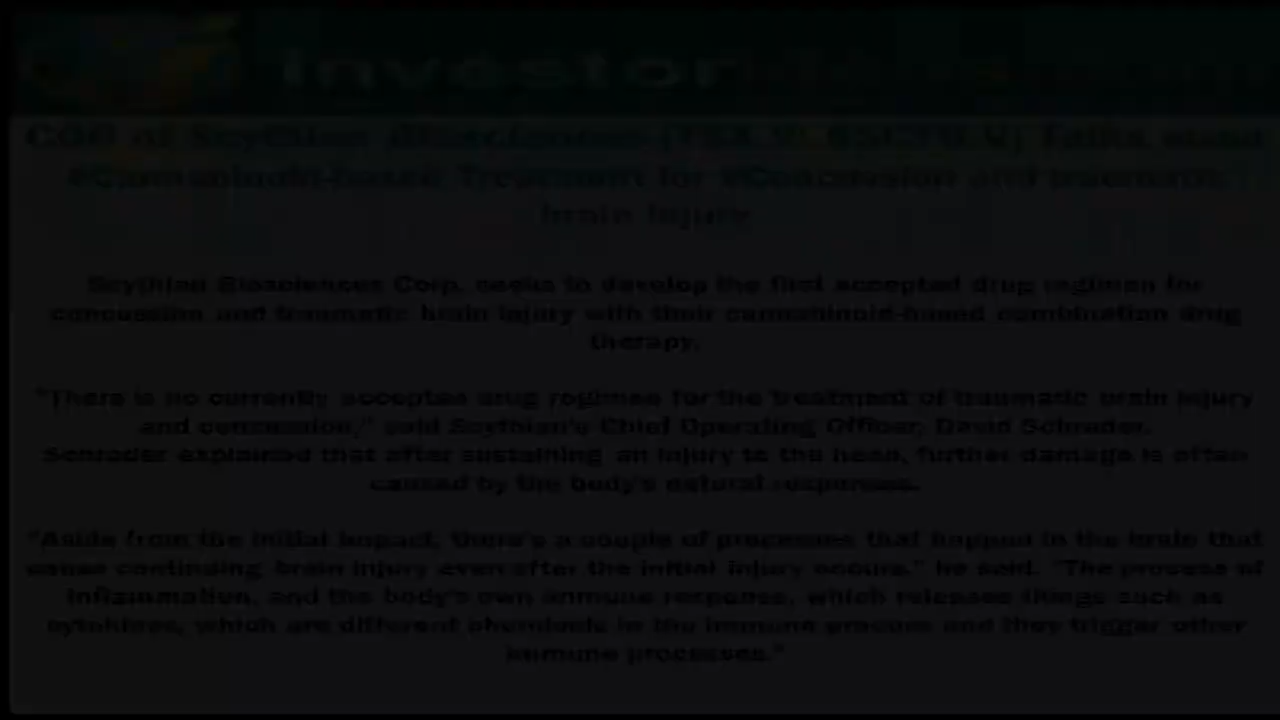 Investor
COO of Scythian Biosciences (TSX.V: SCYB.V) Talks
#Cannabinoid-based Treatment for #Concussion and traumatic
brain injury
Scythian Biosciences Corp. seeks to develop the first accepted drug regimen for
concussion and traumatic brain injury with their cannabinoid-based combination drug
therapy.
"There is no currently accepted drug regimen for the treatment of traumatic brain injury
and concussion," said Scythian's Chief Operating Officer, David Schrader.
Schrader explained that after sustaining an injury to the head, further damage is often
caused by the body's natural responses.
"Aside from the initial impact, there's a couple of processes that happen in the brain that
cause continuing brain injury even after the initial injury occurs," he said. "The process of
inflammation, and the body's own immune response, which releases things such as
cytokines, which are different chemicals in the immune process and they trigger other
immune processes."